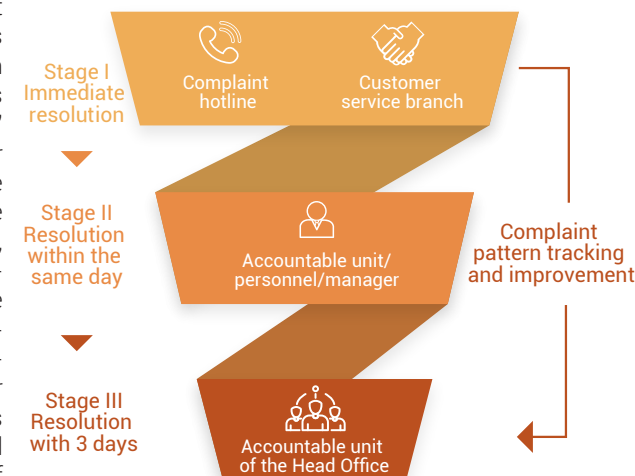 Stage I
Immediate
resolution
Complaint
hotline
Customer
service branch
Stage II
Resolution
within the
same day
Accountable unit/
personnel/manager
Complaint
pattern tracking
and improvement
Stage III
Resolution
with 3 days
Accountable unit
of the Head Office